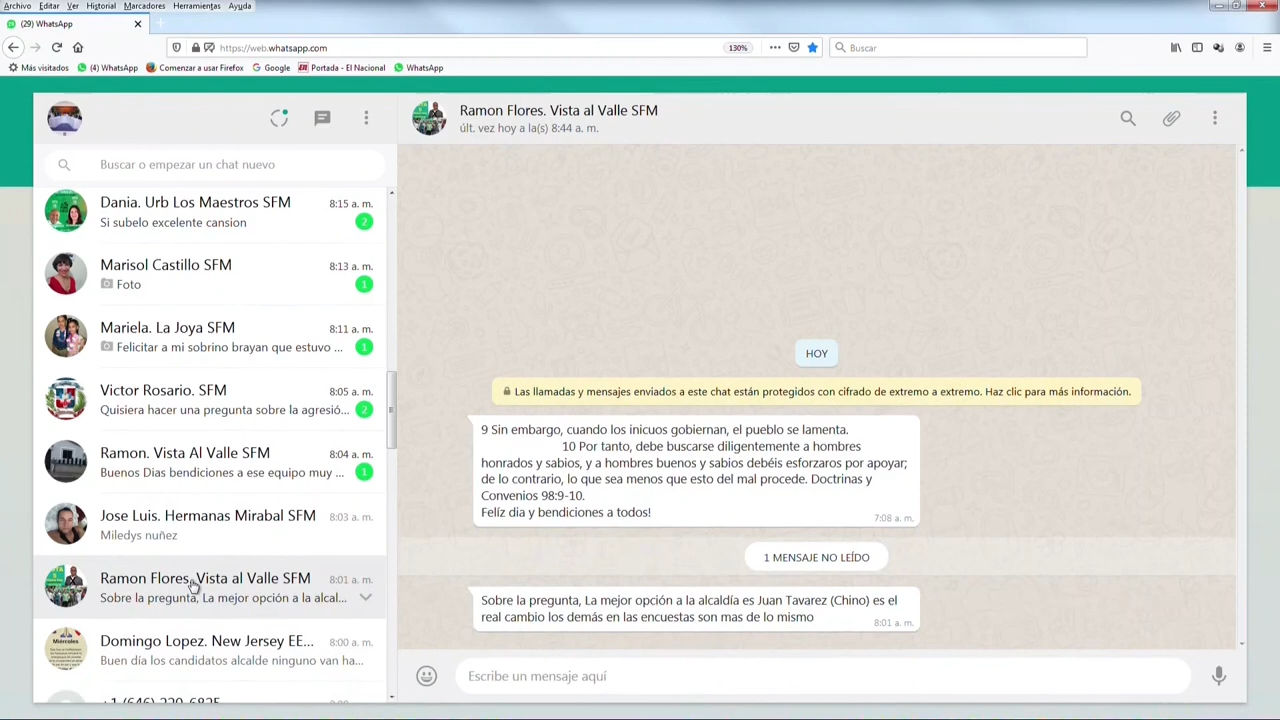 Archivo Editar Ver Historial Marcadores Herramientas Ayuda
(29) WhatsApp
https://web.whatsapp.com
130%
Buscar
Más visitados (4) WhatsApp Comenzar a usar Firefox Google Portada - El Nacional WhatsApp
Buscar o empezar un chat nuevo
Dania. Urb Los Maestros SFM 8:15 a. m.
Si subelo excelente cansion 2
Marisol Castillo SFM 8:13 a. m.
Foto 1
Mariela. La Joya SFM 8:11 a. m.
Felicitar a mi sobrino brayan que estuvo ... 1
Victor Rosario. SFM 8:05 a. m.
Quisiera hacer una pregunta sobre la agresió... 2
Ramon. Vista Al Valle SFM 8:04 a. m.
Buenos Dias bendiciones a ese equipo muy ... 1
Jose Luis. Hermanas Mirabal SFM 8:03 a. m.
Miledys nuñez
Ramon Flores. Vista al Valle SFM 8:01 a. m.
Sobre la pregunta, La mejor opción a la alcal...
Domingo Lopez. New Jersey EE... 8:00 a. m.
Buen día los candidatos alcalde ninguno van ha...
Ramon Flores. Vista al Valle SFM
últ. vez hoy a la(s) 8:44 a. m.
HOY
Las llamadas y mensajes enviados a este chat están protegidos con cifrado de extremo a extremo. Haz clic para más información.
9 Sin embargo, cuando los inicuos gobiernan, el pueblo se lamenta.
10 Por tanto, debe buscarse diligentemente a hombres
honrados y sabios, y a hombres buenos y sabios debéis esforzaros por apoyar;
de lo contrario, lo que sea menos que esto del mal procede. Doctrinas y
Convenios 98:9-10.
Felíz dia y bendiciones a todos!
7:08 a. m.
1 MENSAJE NO LEÍDO
Sobre la pregunta, La mejor opción a la alcaldía es Juan Tavarez (Chino) es el
real cambio los demás en las encuestas son mas de lo mismo
8:01 a. m.
Escribe un mensaje aquí